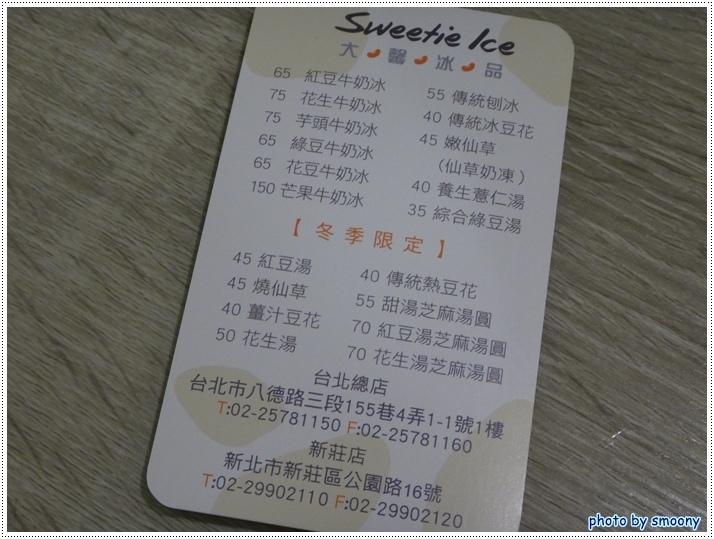 Sweetie Ice
大馨冰品
65 紅豆牛奶冰
75 花生牛奶冰
75 芋頭牛奶冰
65 綠豆牛奶冰
65 花豆牛奶冰
150 芒果牛奶冰
55 傳統刨冰
40 傳統冰豆花
45 嫩仙草
（仙草奶凍）
40 養生薏仁湯
35 綜合綠豆湯
【冬季限定】
45 紅豆湯
45 燒仙草
40 薑汁豆花
50 花生湯
40 傳統熱豆花
55 甜湯芝麻湯圓
70 紅豆湯芝麻湯圓
70 花生湯芝麻湯圓
台北總店
台北市八德路三段155巷4弄1-1號1樓
T:02-25781150 F:02-25781160
新莊店
新北市新莊區公園路16號
T:02-29902110 F:02-29902120
photo by smoony